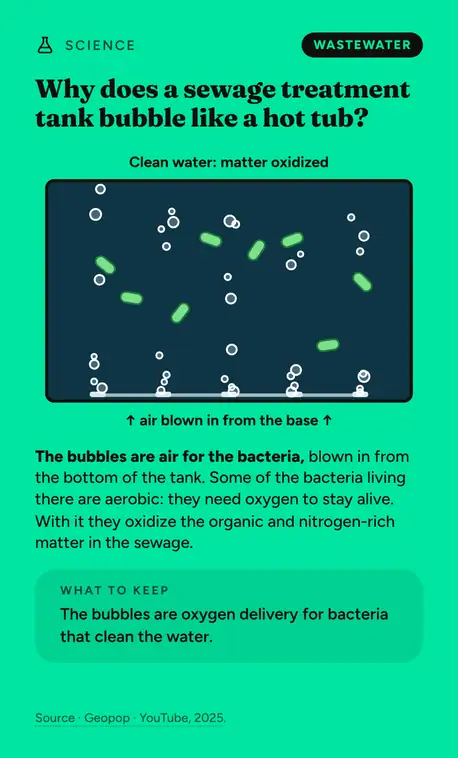 SCIENCE
WASTEWATER
Why does a sewage treatment
tank bubble like a hot tub?
Clean water: matter oxidized
↑ air blown in from the base ↑
The bubbles are air for the bacteria, blown in from
the bottom of the tank. Some of the bacteria living
there are aerobic: they need oxygen to stay alive.
With it they oxidize the organic and nitrogen-rich
matter in the sewage.
WHAT TO KEEP
The bubbles are oxygen delivery for bacteria
that clean the water.
Source · Geopop · YouTube, 2025.